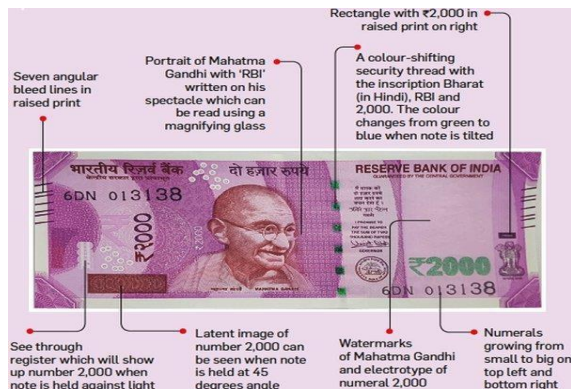 Rectangle with ₹2,000 in
raised print on right
Seven angular
bleed lines in
raised print
Portrait of Mahatma
Gandhi with 'RBI'
written on his
spectacle which can
be read using a
magnifying glass
A colour-shifting
security thread with
the inscription Bharat
(in Hindi), RBI and
2,000. The colour
changes from green to
blue when note is tilted
भारतीय रिज़र्व बैंक
दो हज़ार रुपये
RESERVE BANK OF INDIA
GUARANTEED BY THE CENTRAL GOVERNMENT
6DN 013138
₹२०००
₹2000
6DN 013138
See through
register which will show
up number 2,000 when
note is held against light
Latent image of
number 2,000 can
be seen when note
is held at 45
degrees angle
Watermarks
of Mahatma Gandhi
and electrotype of
numeral 2,000
Numerals
growing from
small to big on
top left and
bottom right